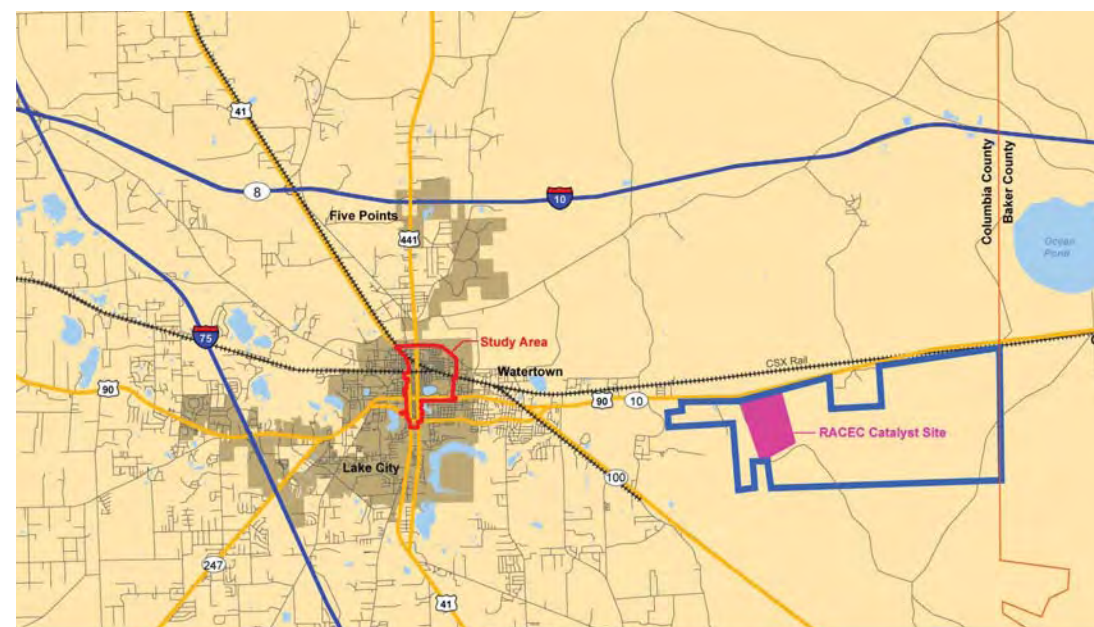 41
8
10
Five Points
441
Columbia County
Baker County
Ocean
Pond
75
Study Area
CSX Rail
Watertown
90
90
10
RACEC Catalyst Site
Lake City
100
247
41